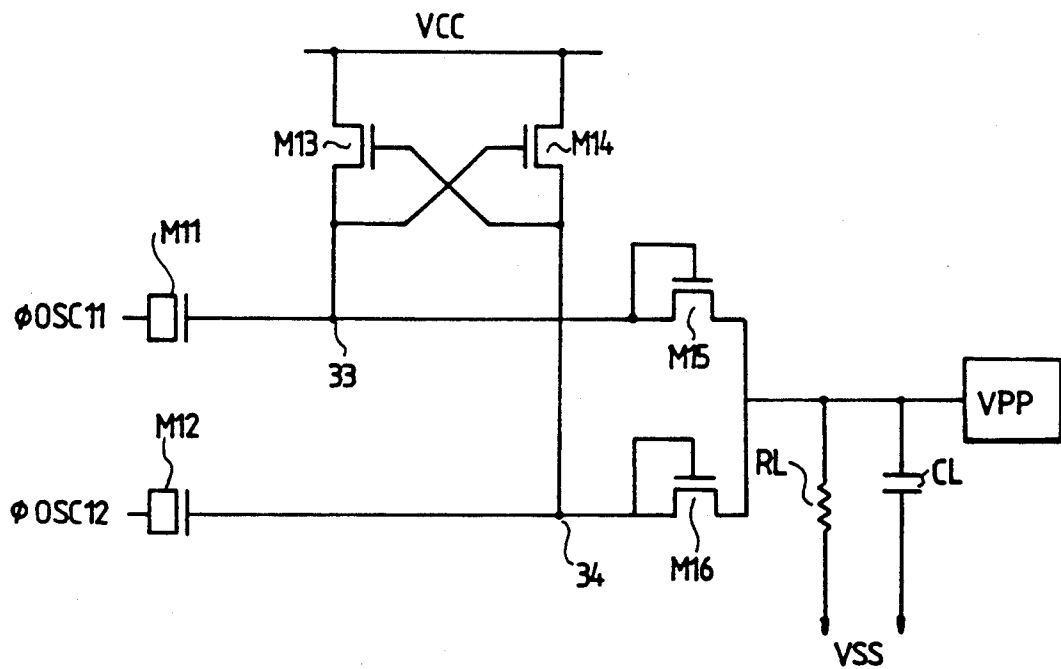 VCC
M13
M14
M11
φOSC11
33
M15
M12
VPP
RL
CL
φOSC12
34
M16
VSS